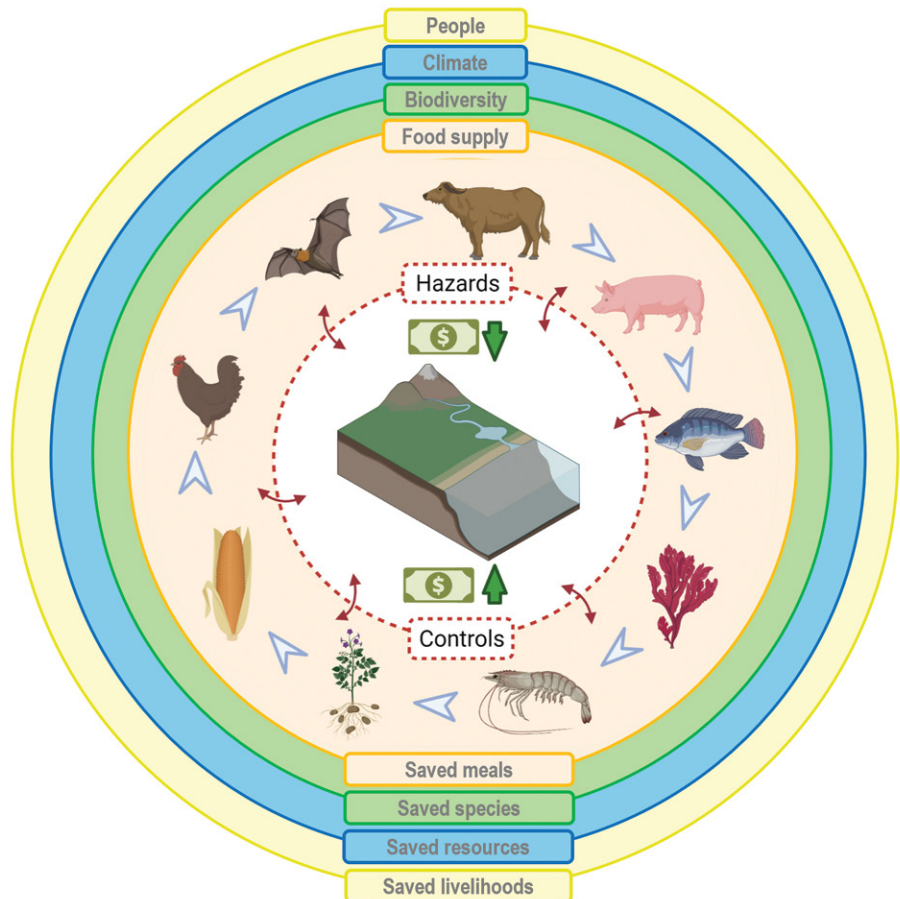 People
Climate
Biodiversity
Food supply
Hazards
$
$
Controls
Saved meals
Saved species
Saved resources
Saved livelihoods